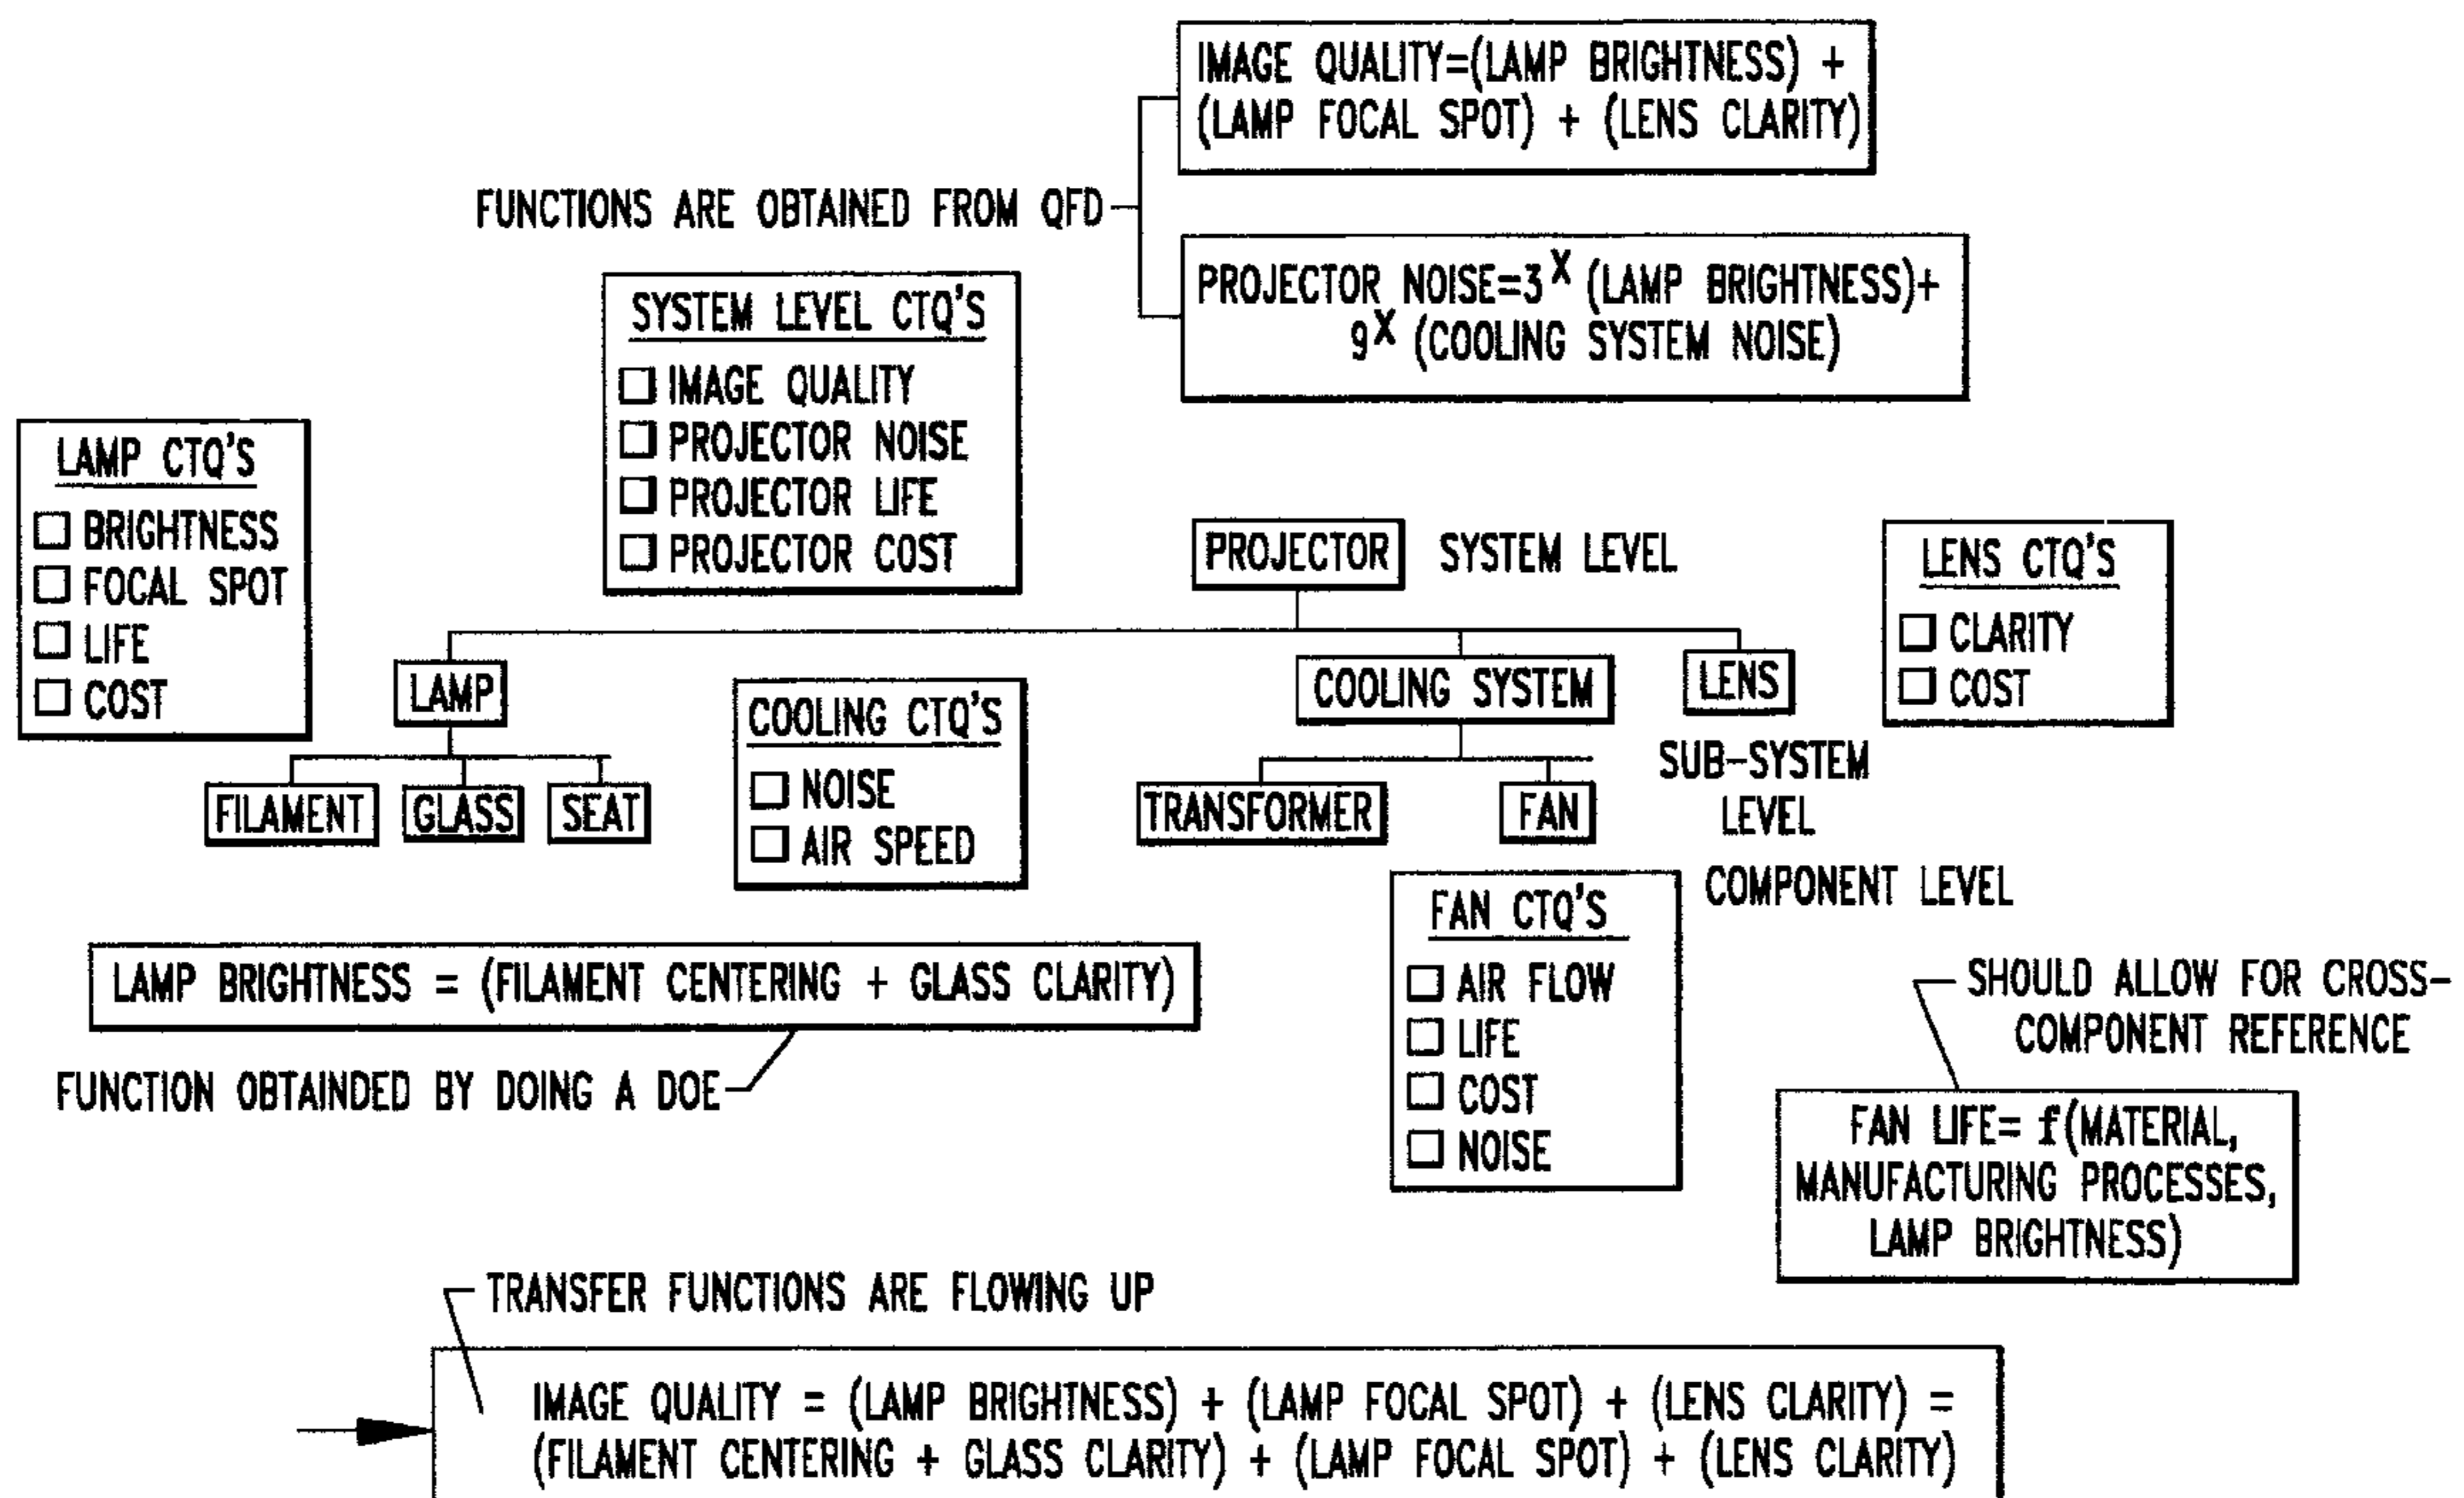 IMAGE QUALITY=(LAMP BRIGHTNESS) +
(LAMP FOCAL SPOT) + (LENS CLARITY)
FUNCTIONS ARE OBTAINED FROM QFD
PROJECTOR NOISE=3X (LAMP BRIGHTNESS)+
9X (COOLING SYSTEM NOISE)
SYSTEM LEVEL CTQ'S
IMAGE QUALITY
PROJECTOR NOISE
PROJECTOR LIFE
PROJECTOR COST
LAMP CTQ'S
BRIGHTNESS
FOCAL SPOT
LIFE
COST
PROJECTOR SYSTEM LEVEL
LENS CTQ'S
CLARITY
COST
LAMP
COOLING SYSTEM
LENS
COOLING CTQ'S
NOISE
AIR SPEED
SUB-SYSTEM
LEVEL
FILAMENT
GLASS
SEAT
TRANSFORMER
FAN
COMPONENT LEVEL
FAN CTQ'S
AIR FLOW
LIFE
COST
NOISE
LAMP BRIGHTNESS = (FILAMENT CENTERING + GLASS CLARITY)
FUNCTION OBTAINDED BY DOING A DOE
SHOULD ALLOW FOR CROSS-
COMPONENT REFERENCE
FAN LIFE= f(MATERIAL,
MANUFACTURING PROCESSES,
LAMP BRIGHTNESS)
TRANSFER FUNCTIONS ARE FLOWING UP
IMAGE QUALITY = (LAMP BRIGHTNESS) + (LAMP FOCAL SPOT) + (LENS CLARITY) =
(FILAMENT CENTERING + GLASS CLARITY) + (LAMP FOCAL SPOT) + (LENS CLARITY)